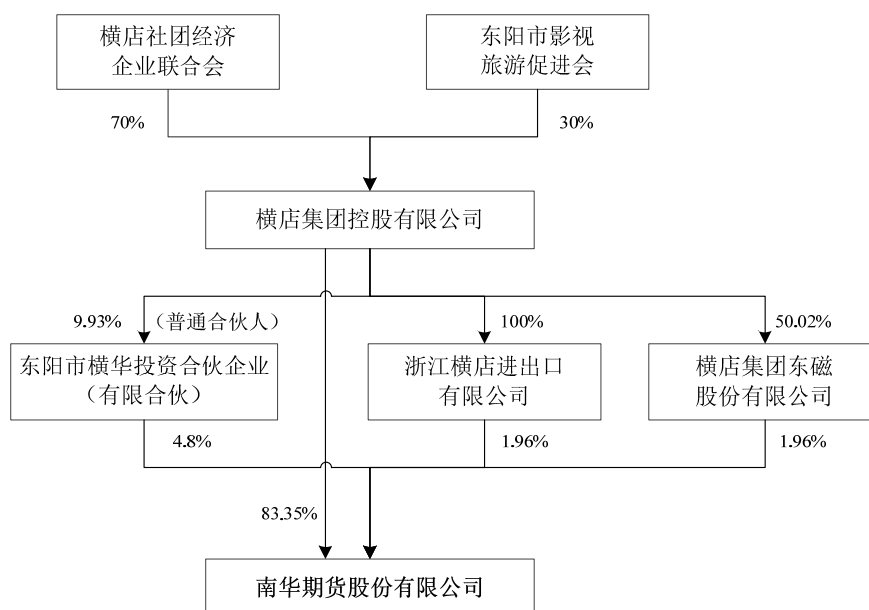 横店社团经济
企业联合会
东阳市影视
旅游促进会
70%
30%
横店集团控股有限公司
9.93%
（普通合伙人）
100%
50.02%
东阳市横华投资合伙企业
（有限合伙）
浙江横店进出口
有限公司
横店集团东磁
股份有限公司
4.8%
1.96%
1.96%
83.35%
南华期货股份有限公司